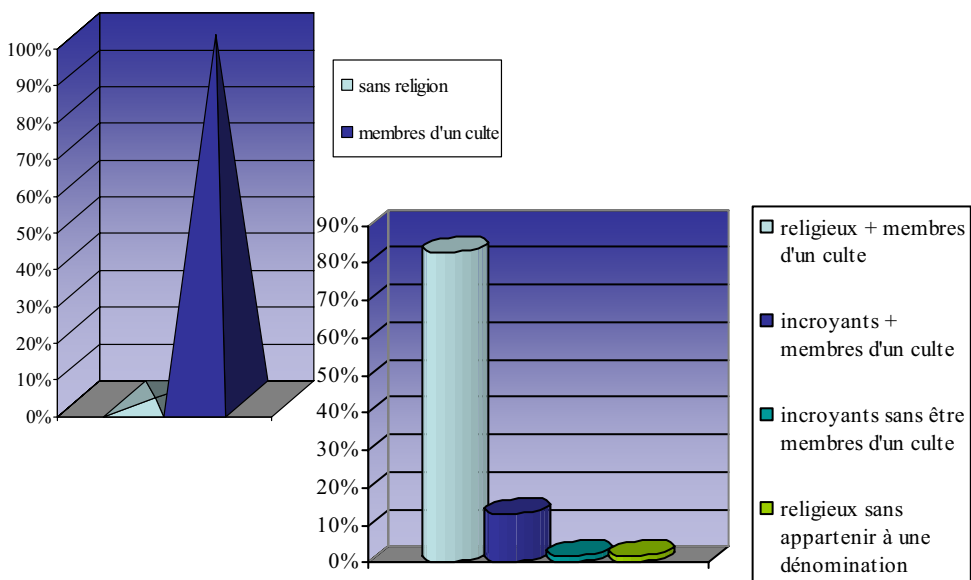 100%
90%
80%
70%
60%
50%
40%
30%
20%
10%
0%
sans religion
membres d'un culte
90%
80%
70%
60%
50%
40%
30%
20%
10%
0%
religieux + membres
d'un culte
incroyants +
membres d'un culte
incroyants sans être
membres d'un culte
religieux sans
appartenir à une
dénomination